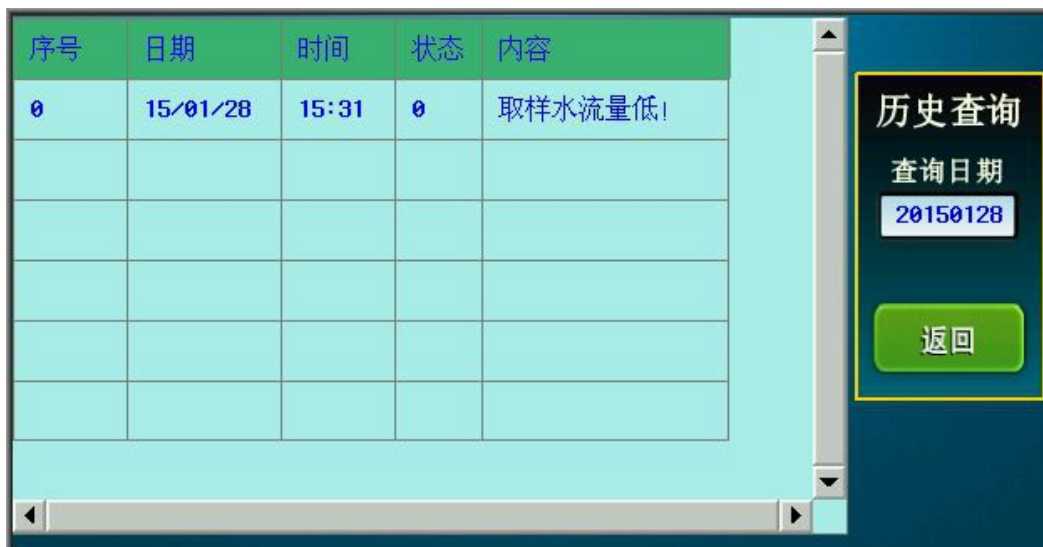 序号 日期 时间 状态 内容
0 15/01/28 15:31 0 取样水流量低!
历史查询
查询日期
20150128
返回